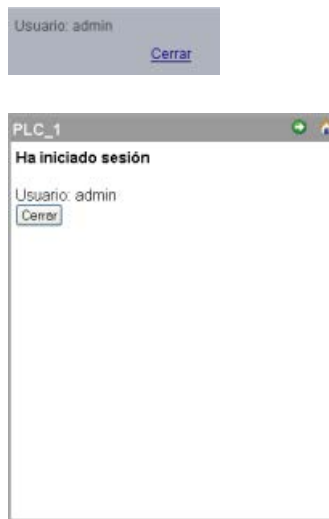 Usuario: admin
Cerrar
PLC_1
Ha iniciado sesión
Usuario: admin
Cerrar